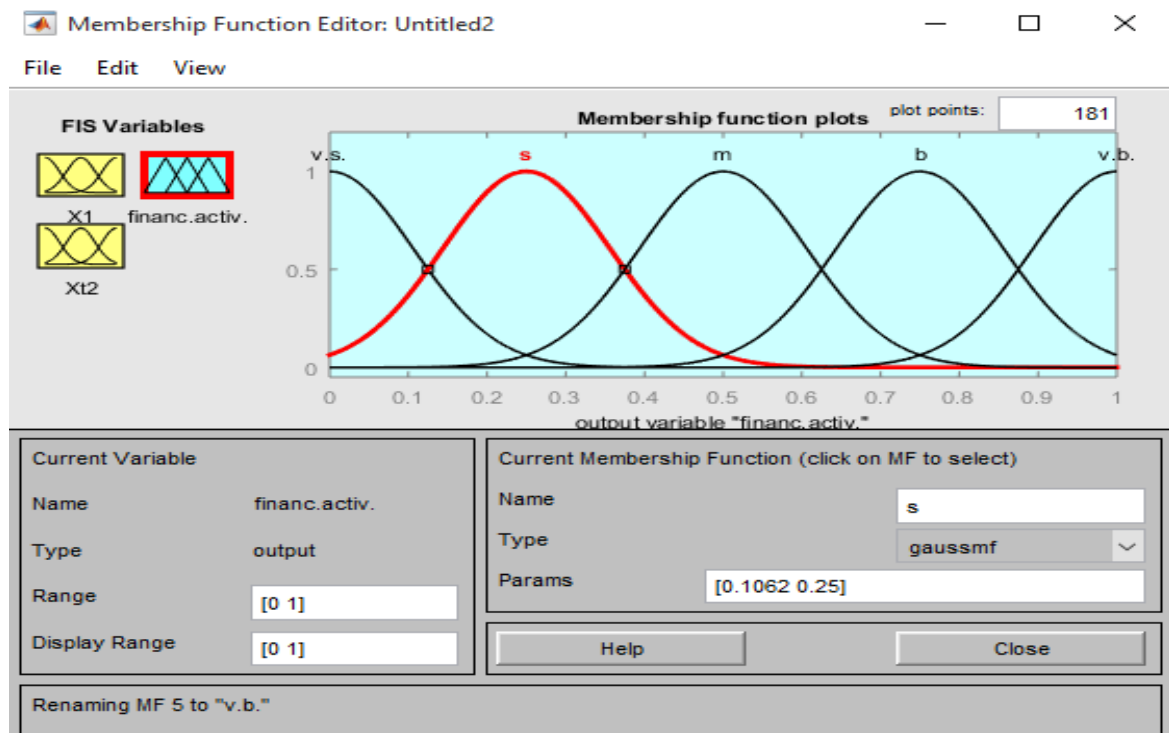 Membership Function Editor: Untitled2
File Edit View
FIS Variables
X1
financ.activ.
Xt2
Membership function plots
plot points: 181
v.s. s m b v.b.
1
0.5
0
0 0.1 0.2 0.3 0.4 0.5 0.6 0.7 0.8 0.9 1
output variable "financ.activ."
Current Variable
Name financ.activ.
Type output
Range [0 1]
Display Range [0 1]
Current Membership Function (click on MF to select)
Name s
Type gaussmf
Params [0.1062 0.25]
Help Close
Renaming MF 5 to "v.b."